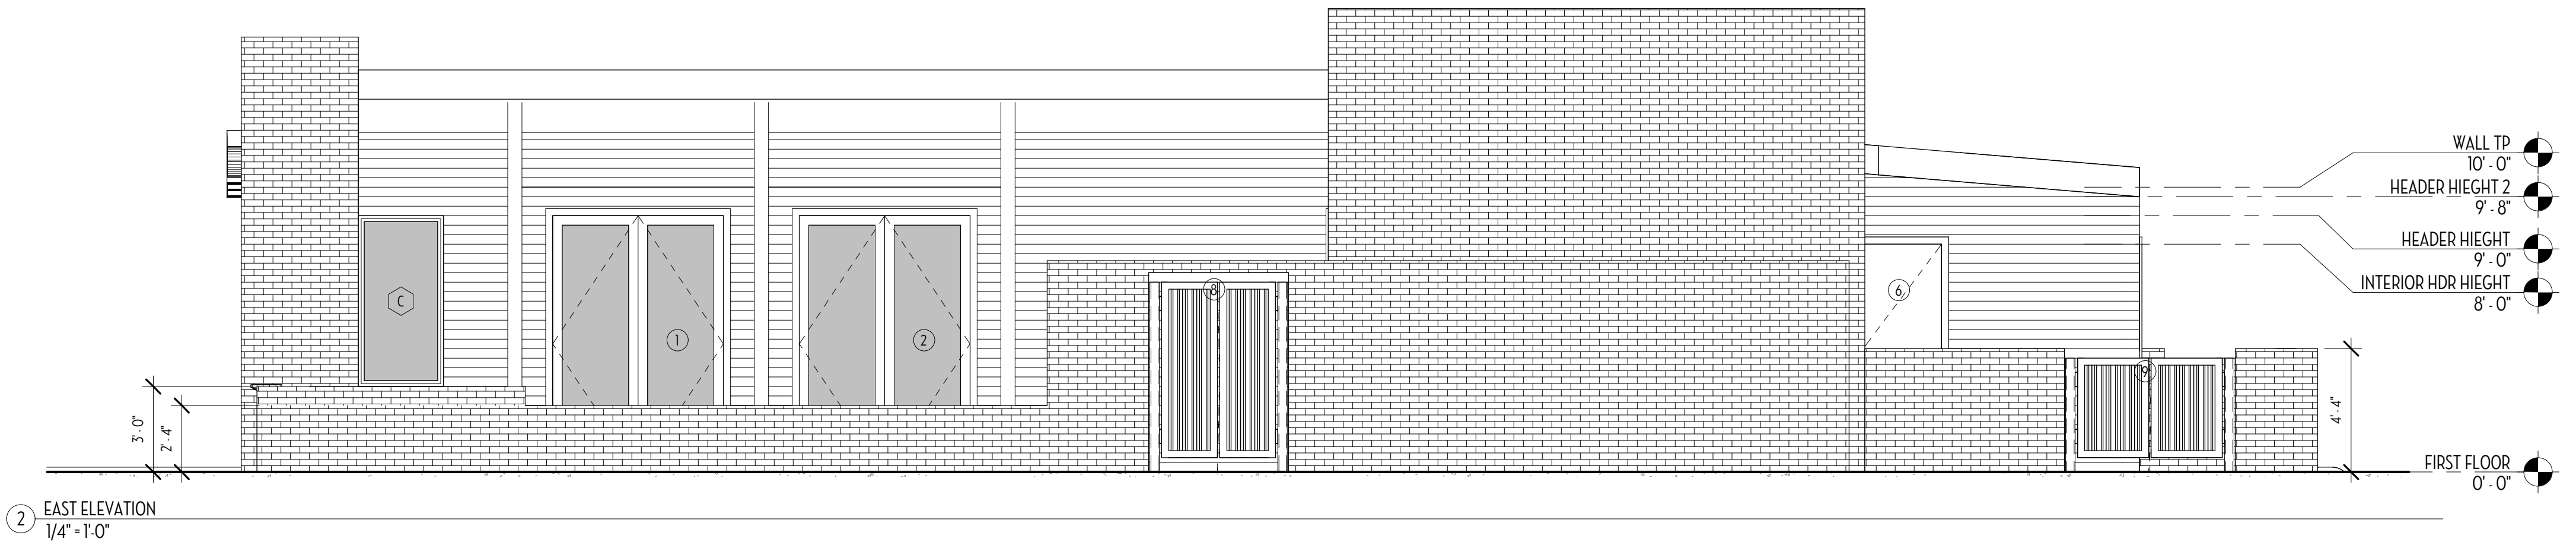 WALL TP
10' - 0"
HEADER HIEGHT 2
9' - 8"
HEADER HIEGHT
9' - 0"
INTERIOR HDR HIEGHT
8' - 0"
C
1
2
8
6
9
3' - 0"
2' - 4"
4' - 4"
FIRST FLOOR
0' - 0"
2
EAST ELEVATION
1/4" = 1'-0"